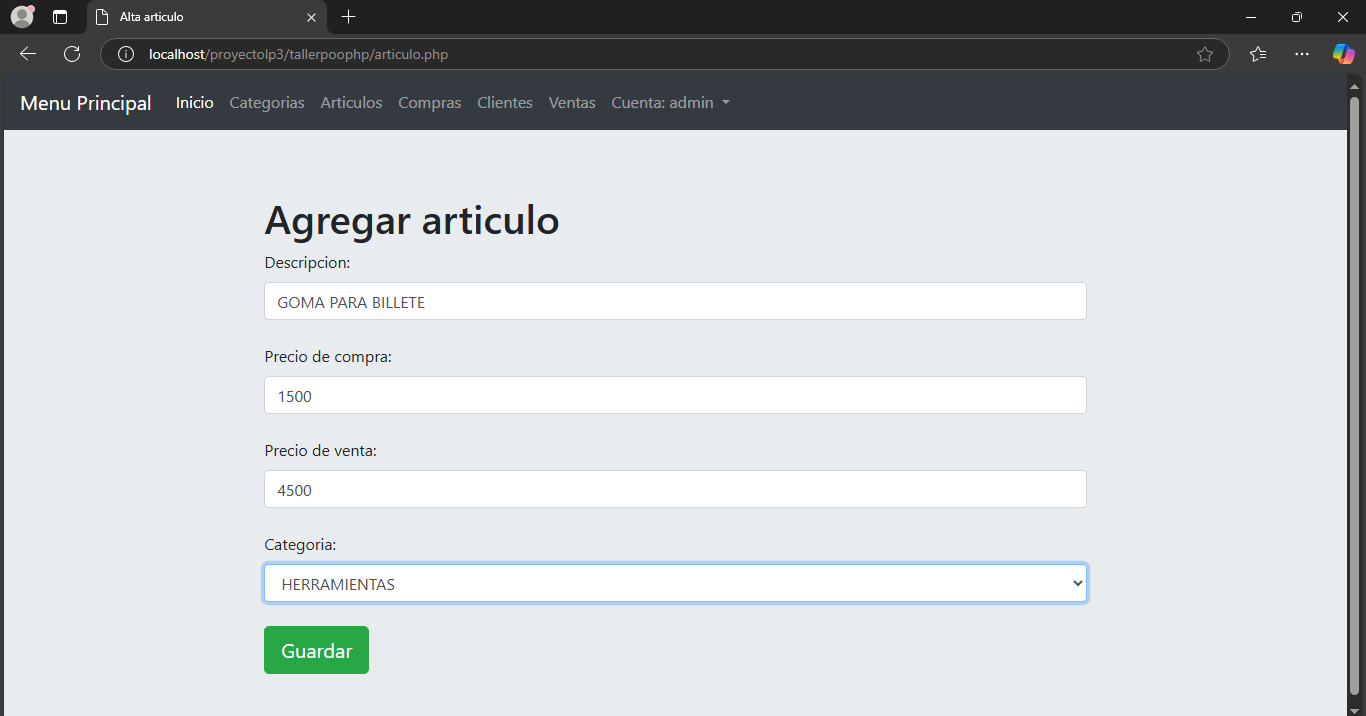 Alta articulo
localhost/proyectolp3/tallerpoophp/articulo.php
Menu Principal Inicio Categorias Articulos Compras Clientes Ventas Cuenta: admin
Agregar articulo
Descripcion:
GOMA PARA BILLETE
Precio de compra:
1500
Precio de venta:
4500
Categoria:
HERRAMIENTAS
Guardar